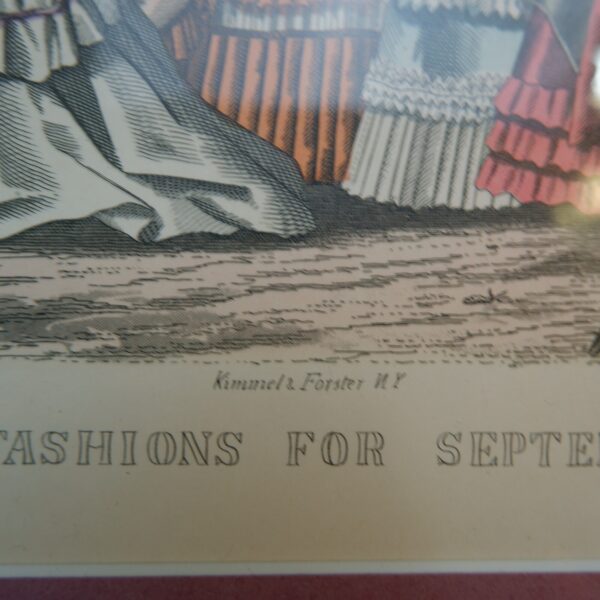 Kimmel & Forster N.Y
FASHIONS FOR SEPTE